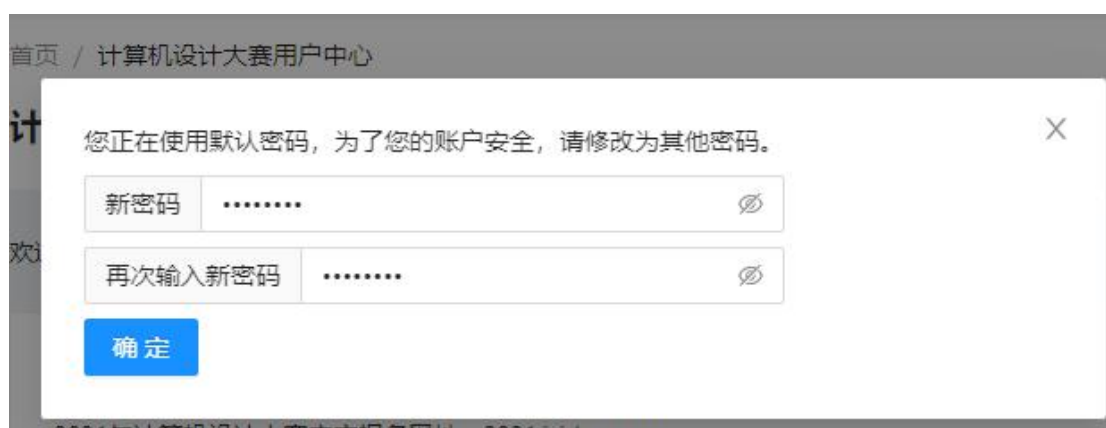 首页 / 计算机设计大赛用户中心
计
您正在使用默认密码，为了您的账户安全，请修改为其他密码。
新密码 ••••••••
欢
再次输入新密码 ••••••••
确 定